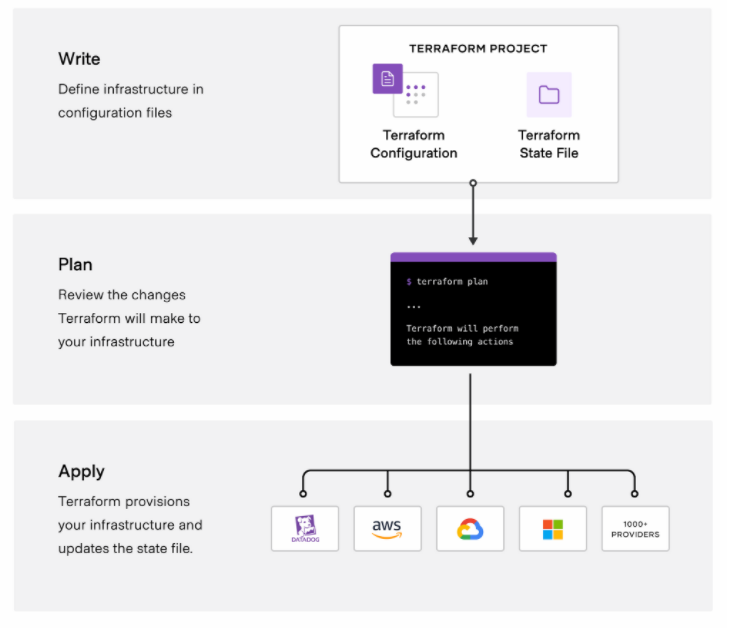 Write
Define infrastructure in
configuration files
TERRAFORM PROJECT
Terraform
Configuration
Terraform
State File
Plan
Review the changes
Terraform will make to
your infrastructure
$ terraform plan
...
Terraform will perform
the following actions
Apply
Terraform provisions
your infrastructure and
updates the state file.
DATADOG
aws
1000+
PROVIDERS